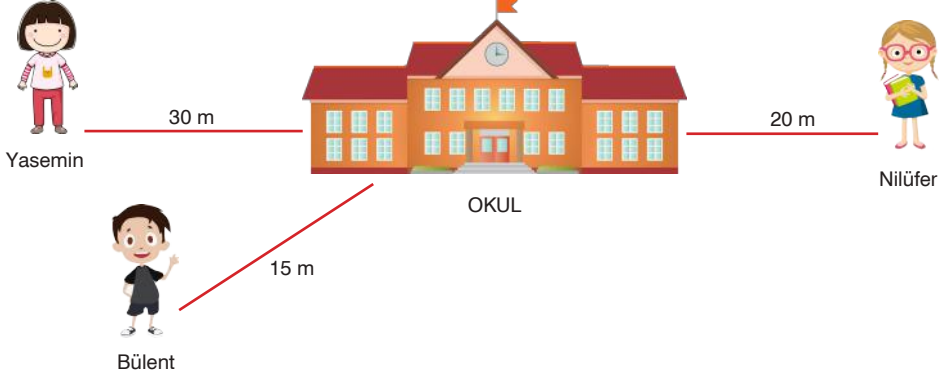 30 m
20 m
Yasemin
Nilüfer
OKUL
15 m
Bülent